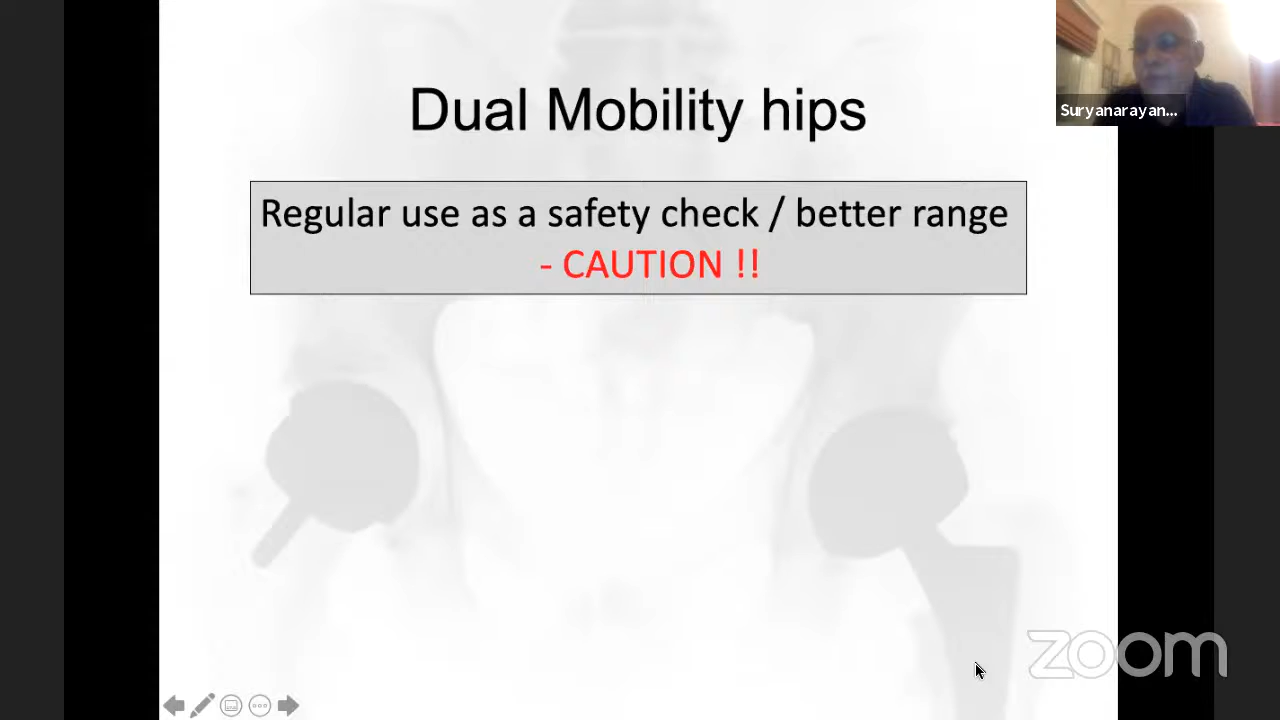 Dual Mobility hips
Suryanarayan...
Regular use as a safety check / better range
- CAUTION !!
zoom